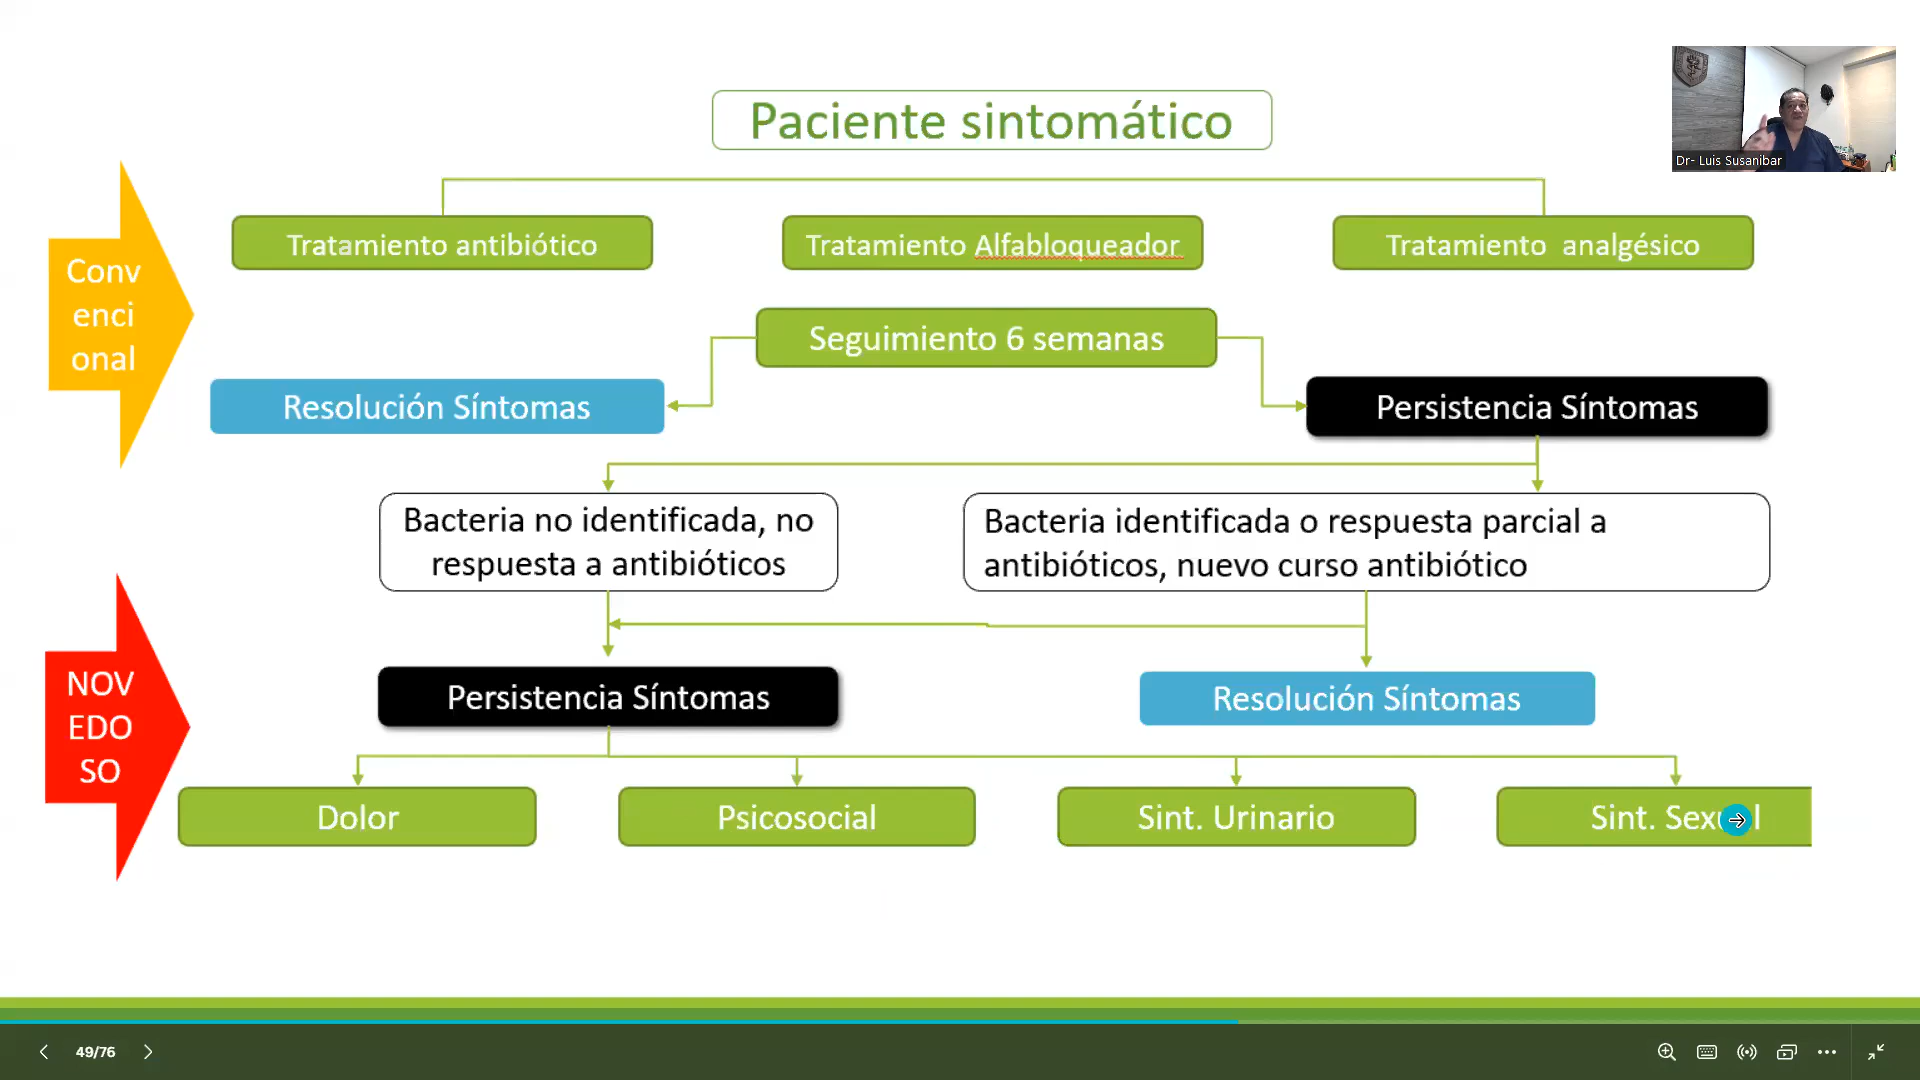 Paciente sintomático
Dr- Luis Susanibar
Tratamiento antibiótico
Tratamiento Alfabloqueador
Tratamiento analgésico
Conv
enci
onal
Seguimiento 6 semanas
Resolución Síntomas
Persistencia Síntomas
Bacteria no identificada, no
respuesta a antibióticos
Bacteria identificada o respuesta parcial a
antibióticos, nuevo curso antibiótico
NOV
EDO
SO
Persistencia Síntomas
Resolución Síntomas
Dolor
Psicosocial
Sint. Urinario
Sint. Sexual
49/76